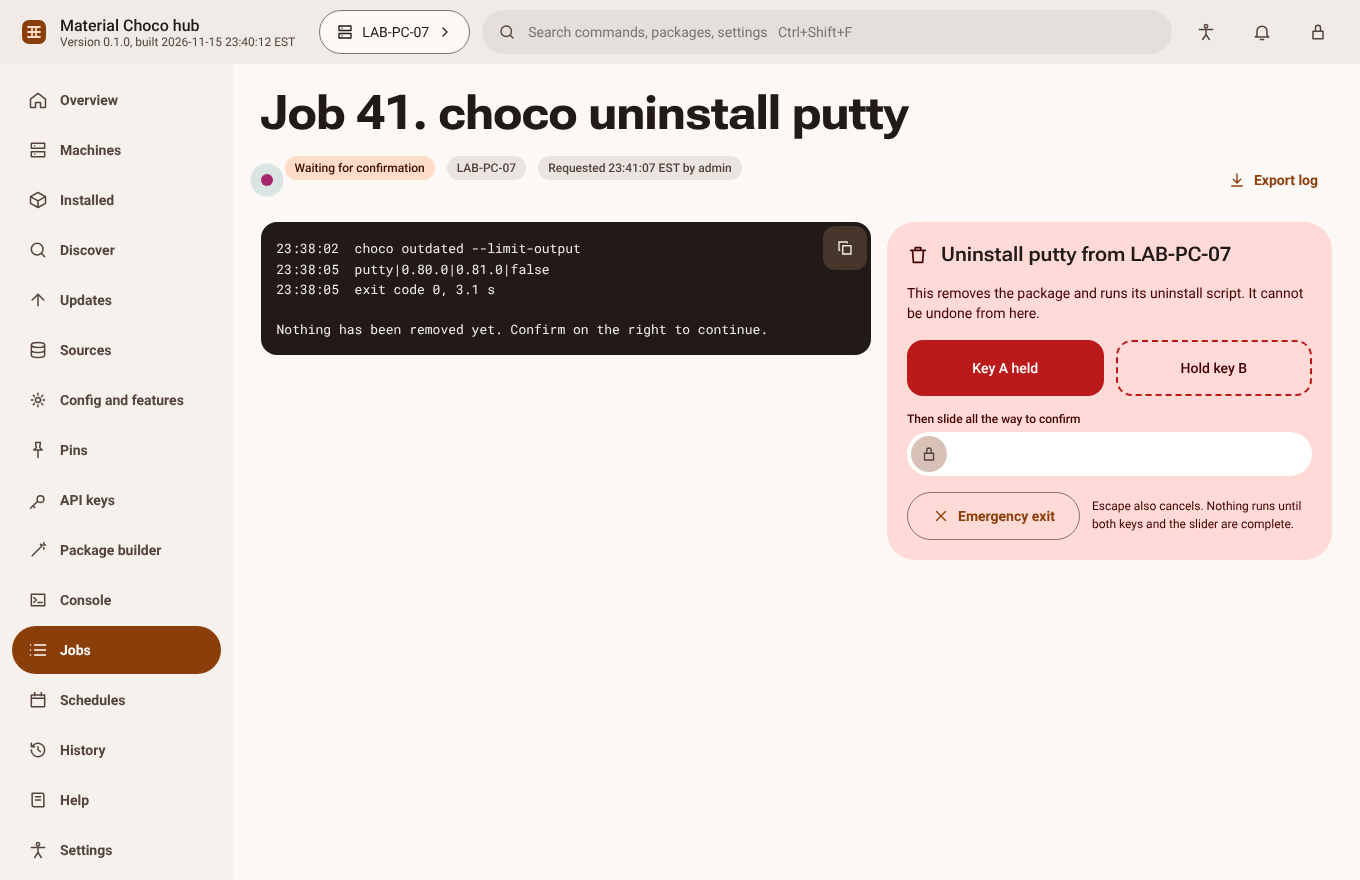 Material Choco hub
Version 0.1.0, built 2026-11-15 23:40:12 EST
LAB-PC-07
Search commands, packages, settings Ctrl+Shift+F
Overview
Machines
Installed
Discover
Updates
Sources
Config and features
Pins
API keys
Package builder
Console
Jobs
Schedules
History
Help
Settings
Job 41. choco uninstall putty
Waiting for confirmation
LAB-PC-07
Requested 23:41:07 EST by admin
Export log
23:38:02 choco outdated --limit-output
23:38:05 putty|0.80.0|0.81.0|false
23:38:05 exit code 0, 3.1 s
Nothing has been removed yet. Confirm on the right to continue.
Uninstall putty from LAB-PC-07
This removes the package and runs its uninstall script. It cannot
be undone from here.
Key A held
Hold key B
Then slide all the way to confirm
Emergency exit
Escape also cancels. Nothing runs until
both keys and the slider are complete.